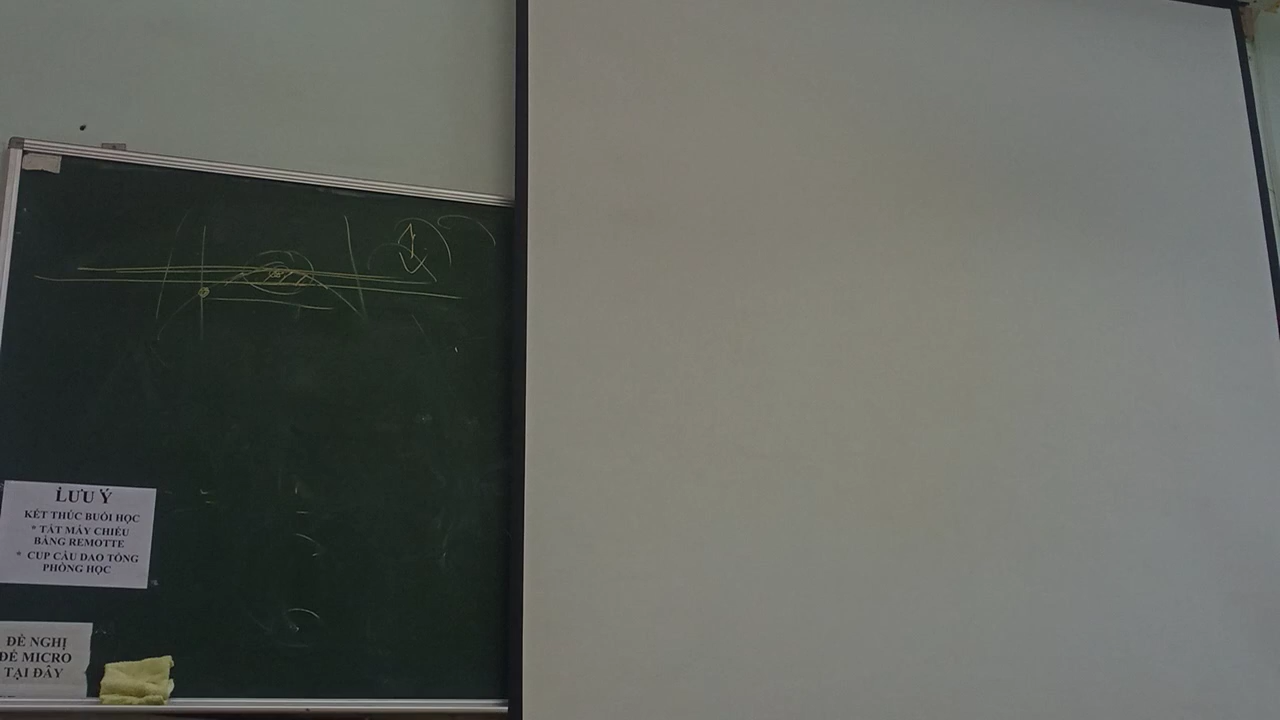 LƯU Ý
KẾT THÚC BUỔI HỌC
* TẮT MÁY CHIẾU
BẰNG REMOTTE
* CUP CẦU DAO TỔNG
PHÒNG HỌC
ĐỀ NGHỊ
ĐỂ MICRO
TẠI ĐÂY